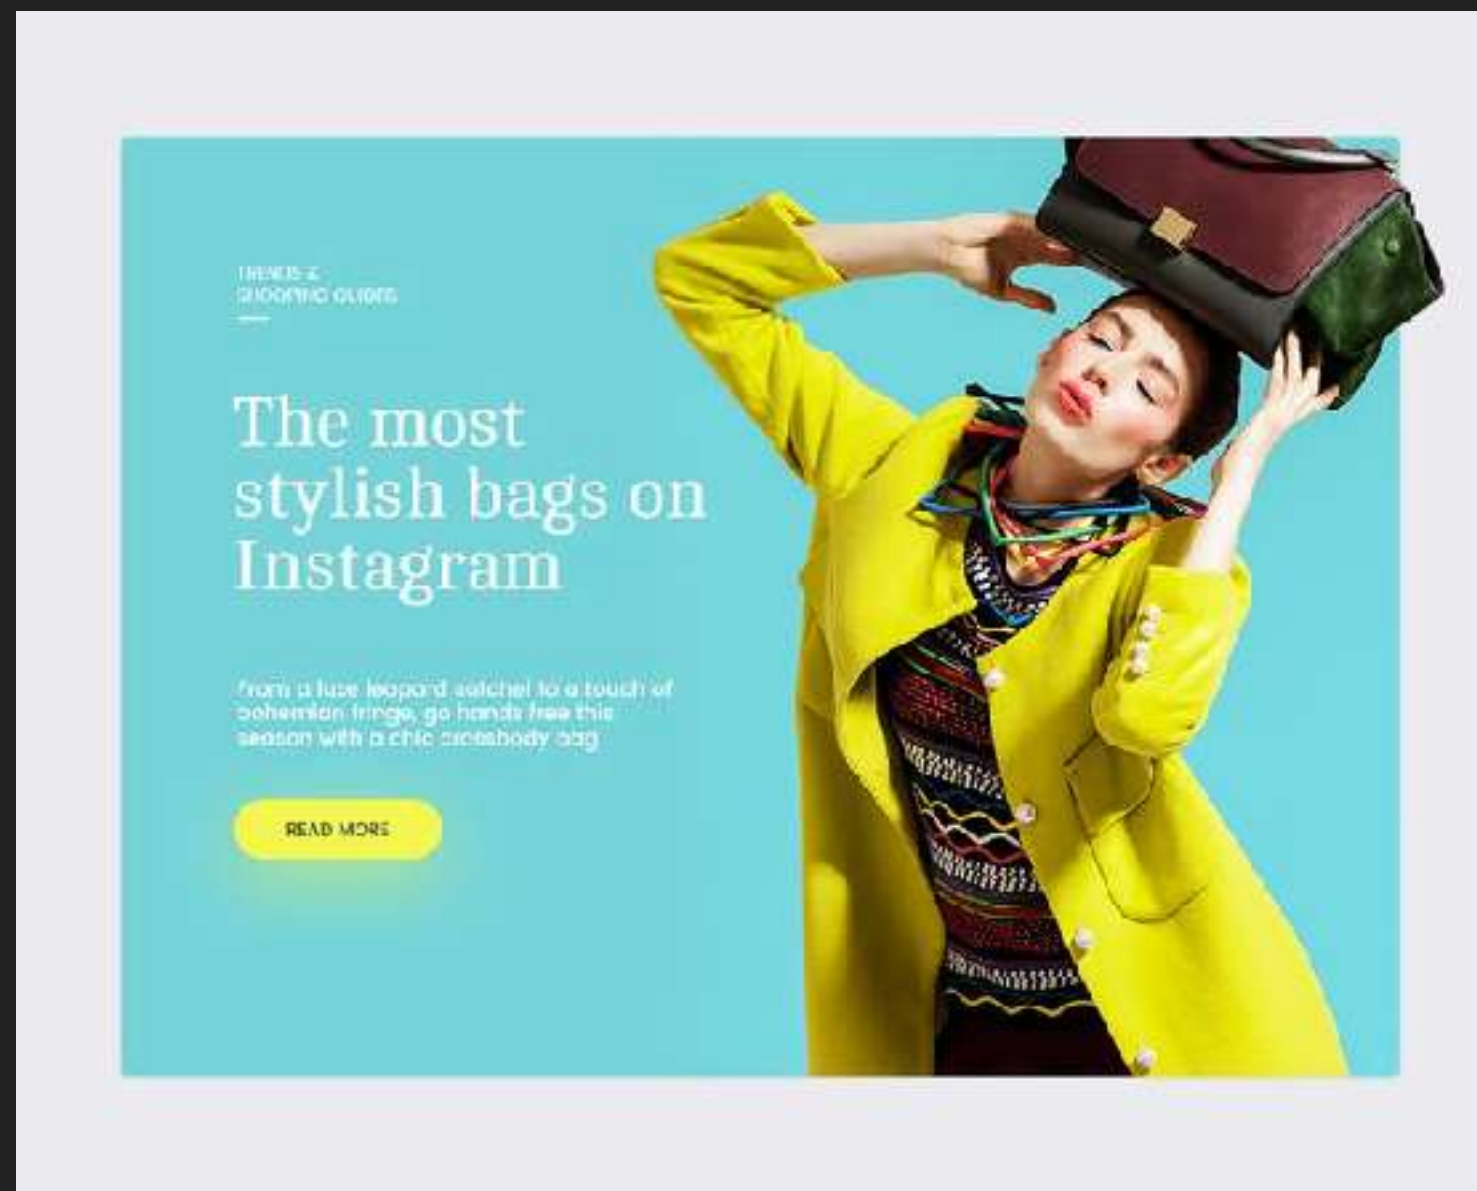 TRENDS &
SHOOPING GUIDES
The most
stylish bags on
Instagram
From a luxe leopard satchel to a touch of
bohemian fringe, go hands free this
season with a chic crossbody bag
READ MORE